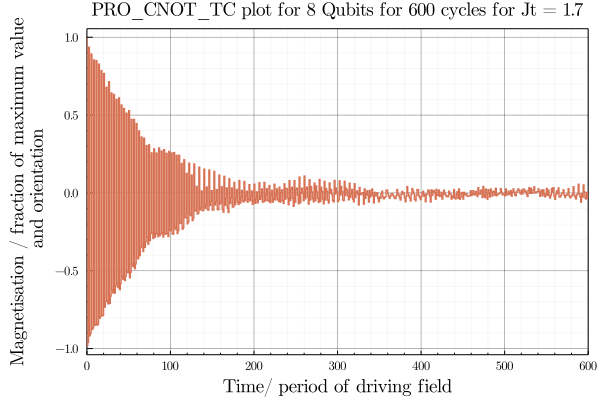 PRO_CNOT_TC plot for 8 Qubits for 600 cycles for Jt = 1.7
Magnetisation / fraction of maximum value
and orientation
1.0
0.5
0.0
−0.5
−1.0
0 100 200 300 400 500 600
Time/ period of driving field